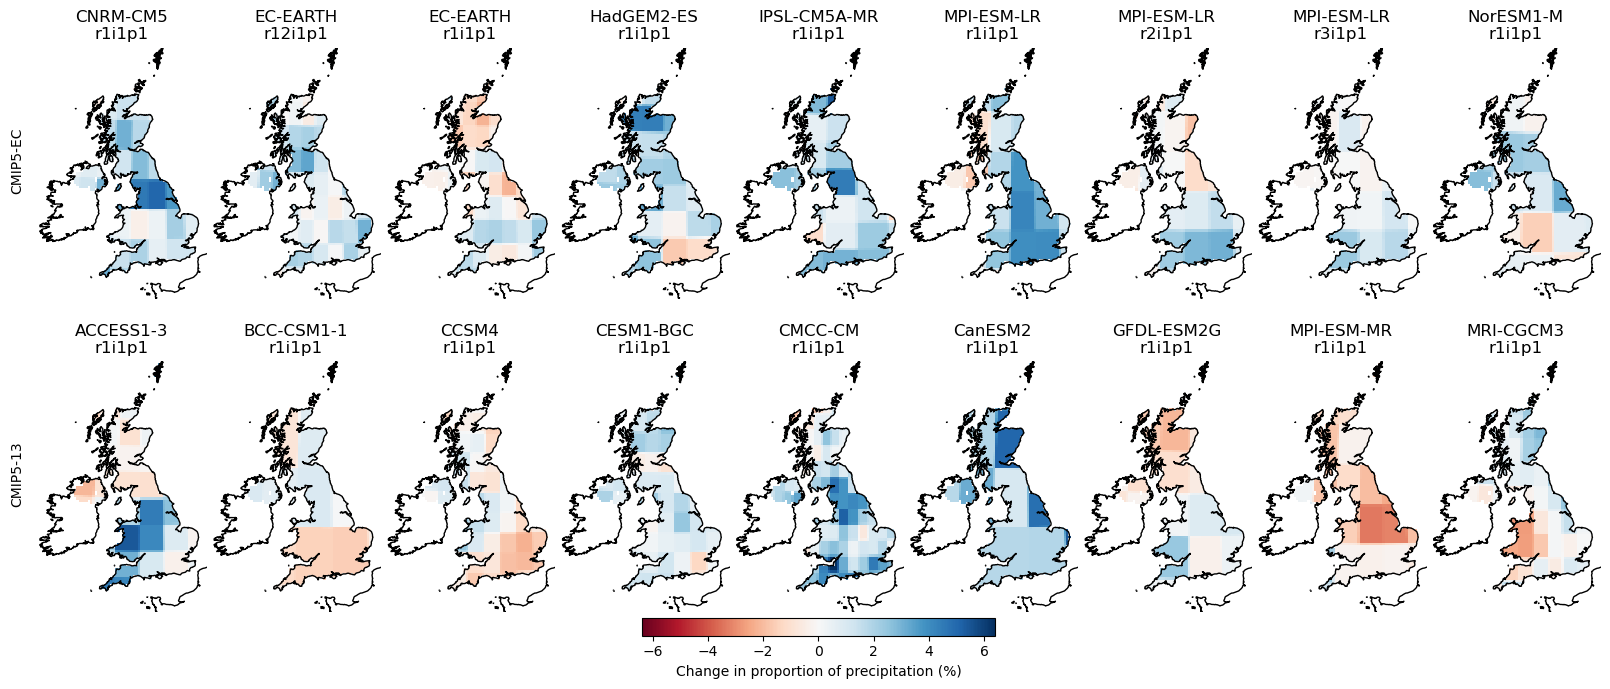 CNRM-CM5
r1i1p1
EC-EARTH
r12i1p1
EC-EARTH
r1i1p1
HadGEM2-ES
r1i1p1
IPSL-CM5A-MR
r1i1p1
MPI-ESM-LR
r1i1p1
MPI-ESM-LR
r2i1p1
MPI-ESM-LR
r3i1p1
NorESM1-M
r1i1p1
CMIP5-EC
ACCESS1-3
r1i1p1
BCC-CSM1-1
r1i1p1
CCSM4
r1i1p1
CESM1-BGC
r1i1p1
CMCC-CM
r1i1p1
CanESM2
r1i1p1
GFDL-ESM2G
r1i1p1
MPI-ESM-MR
r1i1p1
MRI-CGCM3
r1i1p1
CMIP5-13
−6 −4 −2 0 2 4 6
Change in proportion of precipitation (%)